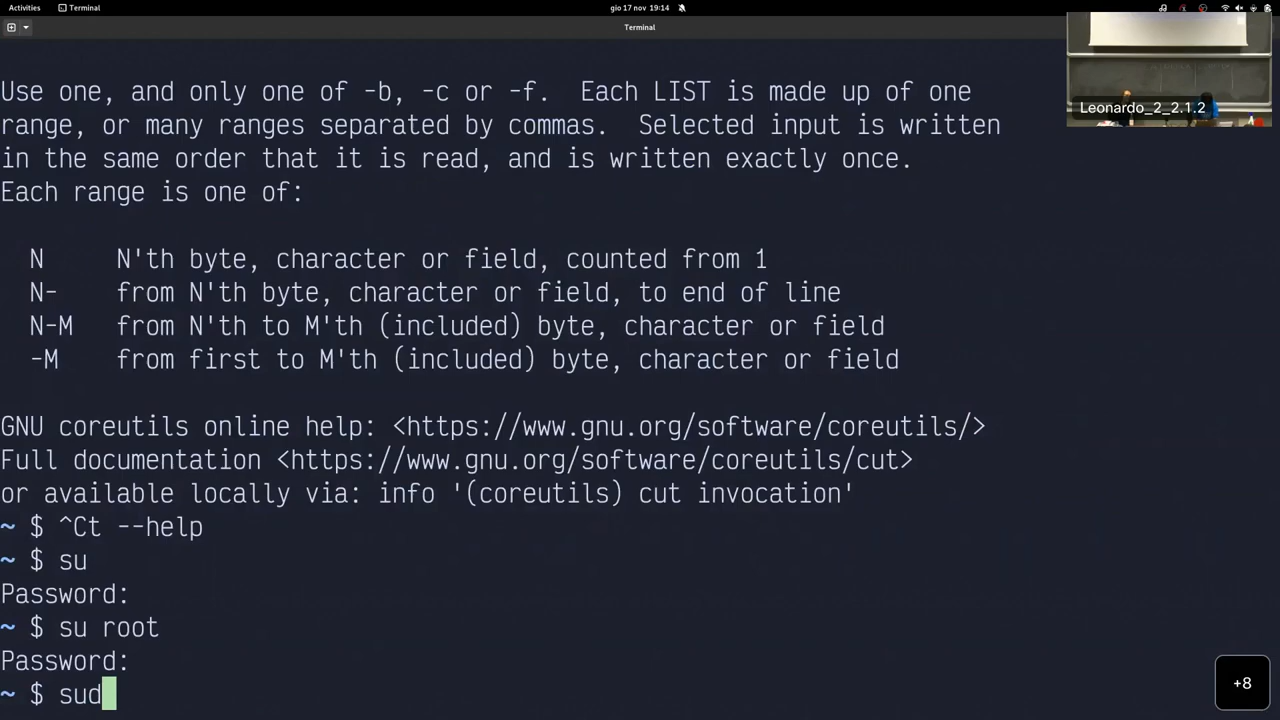 Activities
Terminal
gio 17 nov 19:14
Terminal
Leonardo_2_2.1.2
Use one, and only one of -b, -c or -f.  Each LIST is made up of one
range, or many ranges separated by commas.  Selected input is written
in the same order that it is read, and is written exactly once.
Each range is one of:
N     N'th byte, character or field, counted from 1
N-    from N'th byte, character or field, to end of line
N-M   from N'th to M'th (included) byte, character or field
-M    from first to M'th (included) byte, character or field
GNU coreutils online help: <https://www.gnu.org/software/coreutils/>
Full documentation <https://www.gnu.org/software/coreutils/cut>
or available locally via: info '(coreutils) cut invocation'
~ $ ^Ct --help
~ $ su
Password:
~ $ su root
Password:
~ $ sud
+8